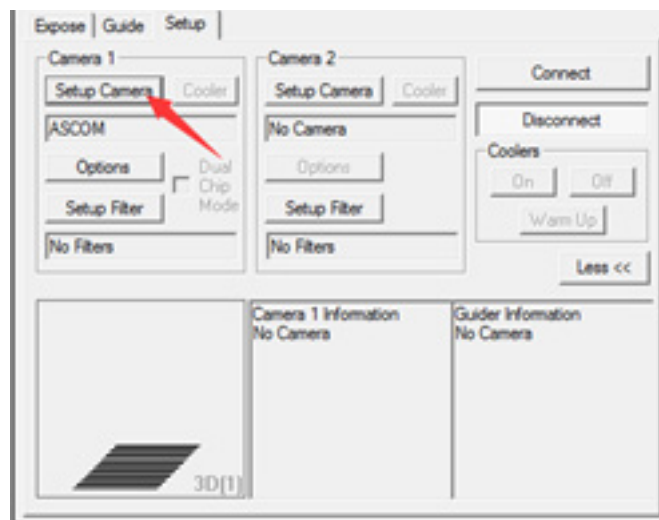 Expose Guide Setup
Camera 1
Setup Camera Cooler
ASCOM
Options
Dual Chip Mode
Setup Filter
No Filters
Camera 2
Setup Camera Cooler
No Camera
Options
Setup Filter
No Filters
Connect
Disconnect
Coolers
On Off
Warm Up
Less <<
3D[1]
Camera 1 Information
No Camera
Guider Information
No Camera